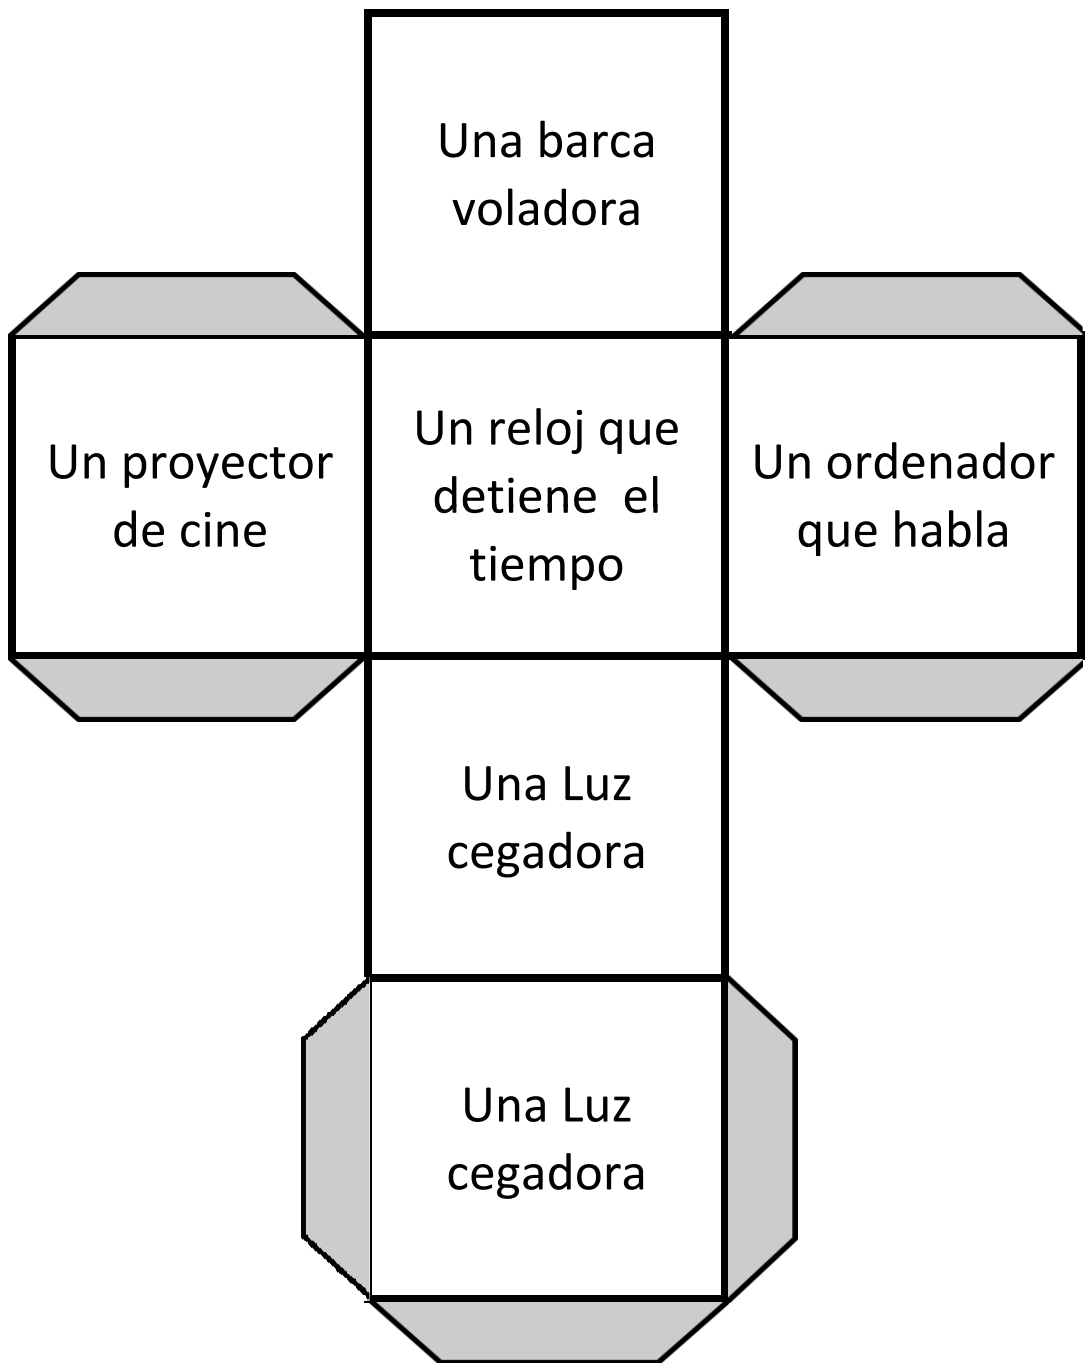 Una barca
voladora
Un proyector
de cine
Un reloj que
detiene  el
tiempo
Un ordenador
que habla
Una Luz
cegadora
Una Luz
cegadora